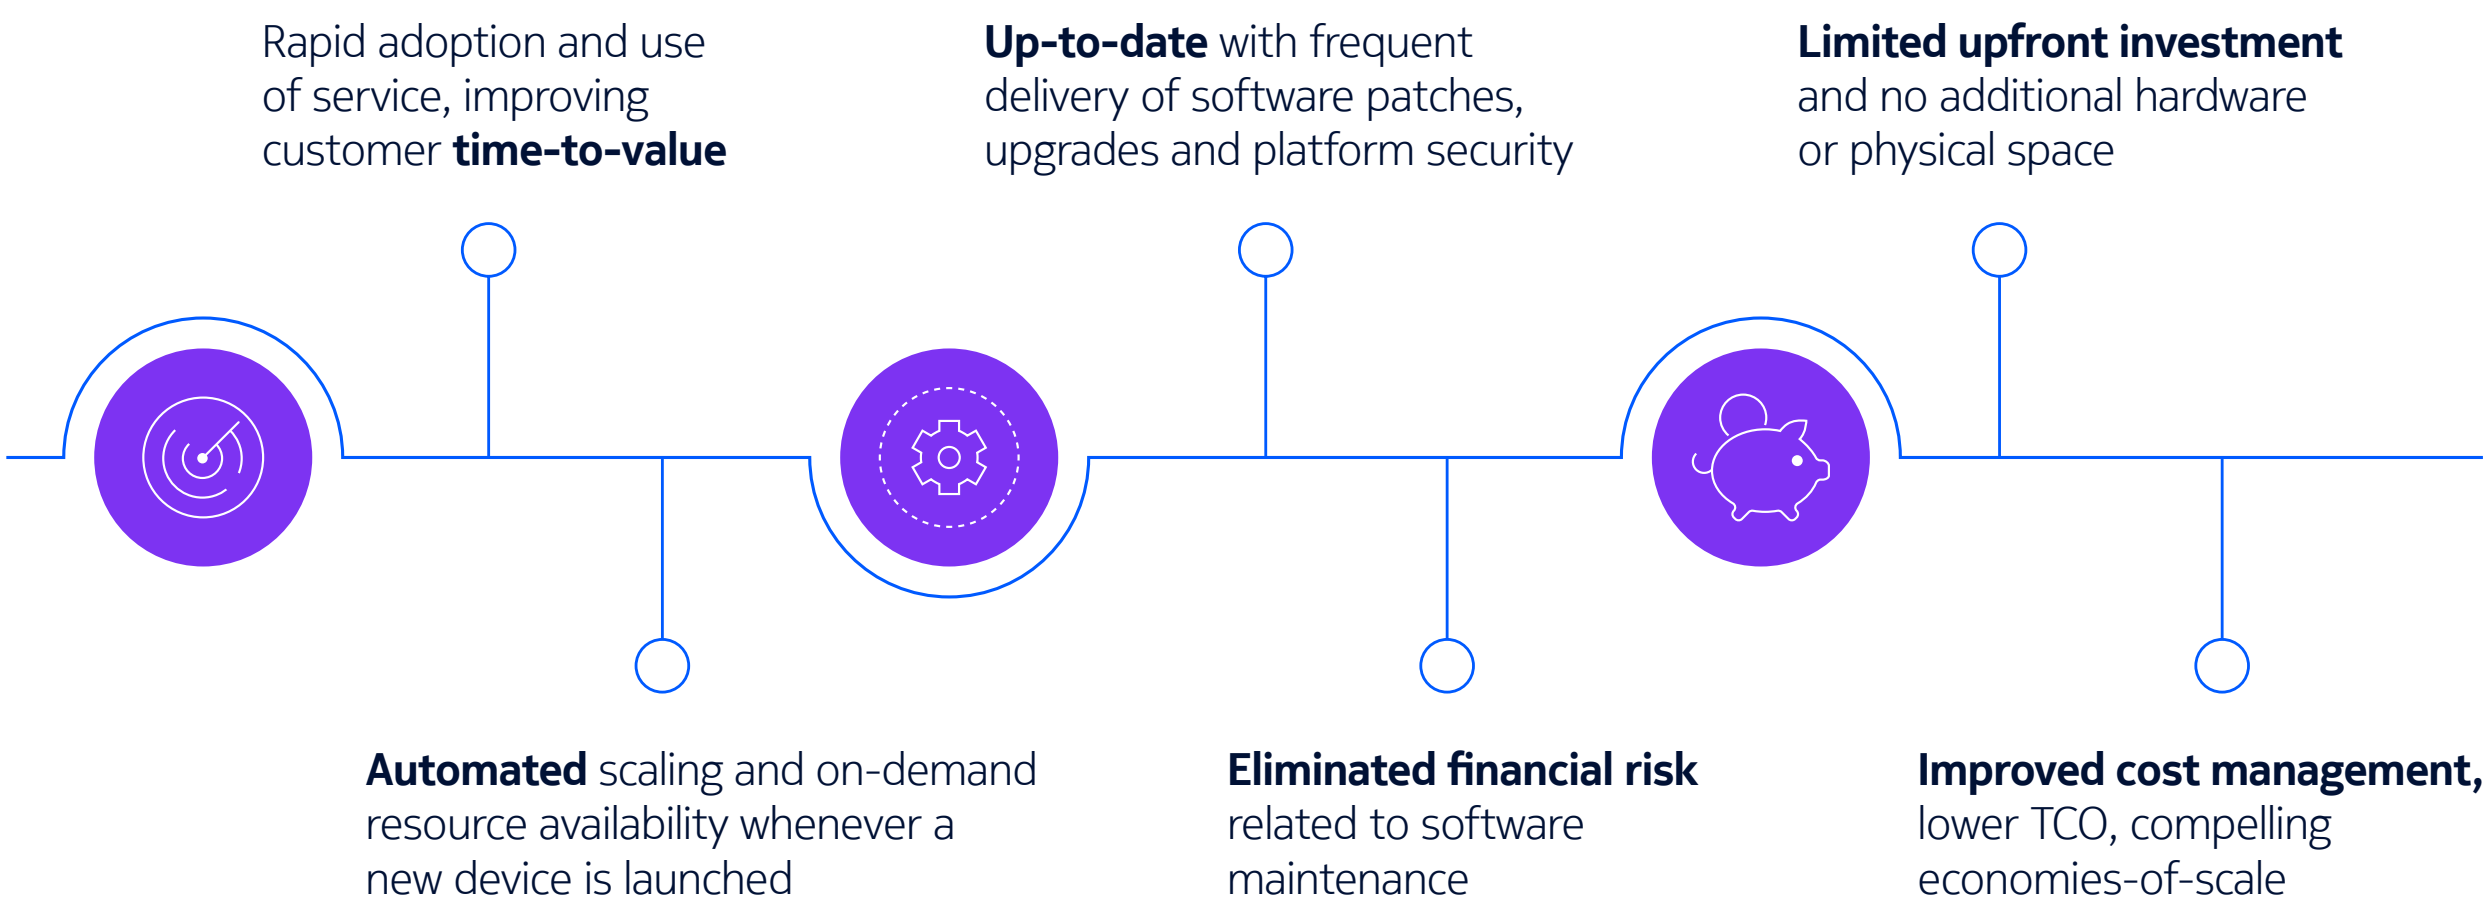 Rapid adoption and use
of service, improving
customer time-to-value
Up-to-date with frequent
delivery of software patches,
upgrades and platform security
Limited upfront investment
and no additional hardware
or physical space
Automated scaling and on-demand
resource availability whenever a
new device is launched
Eliminated financial risk
related to software
maintenance
Improved cost management,
lower TCO, compelling
economies-of-scale